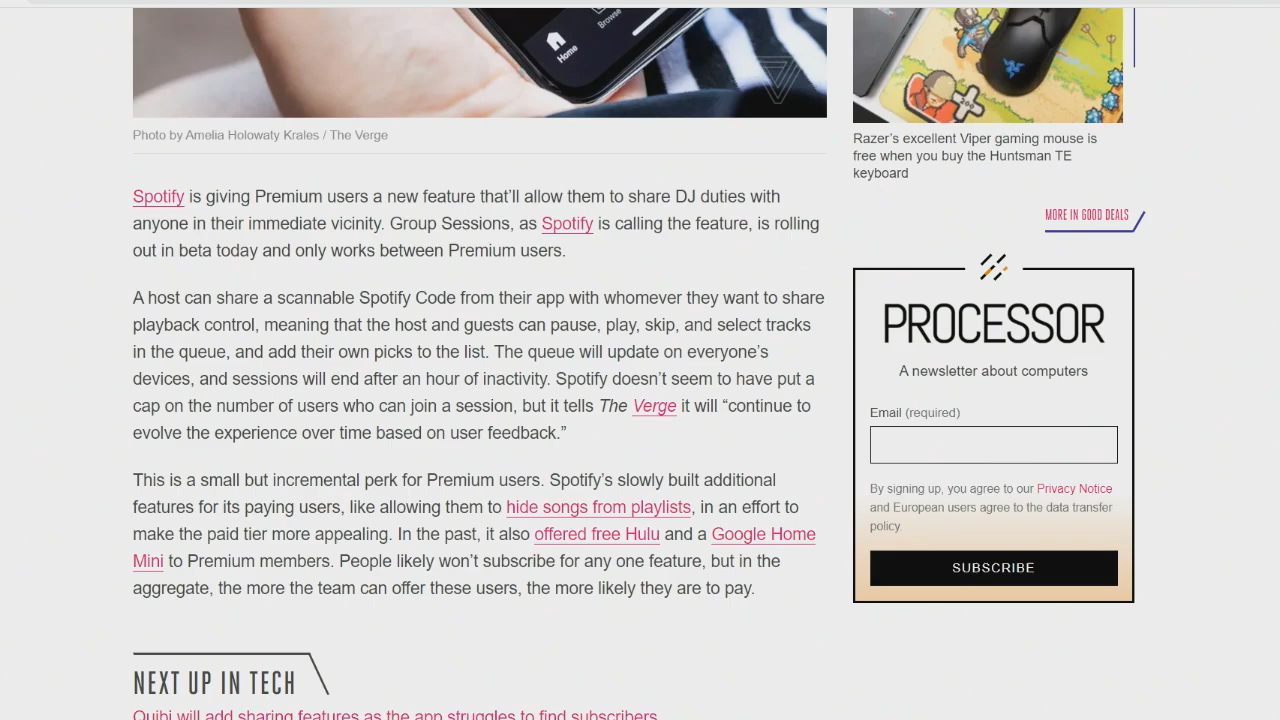 Home
Browse
Photo by Amelia Holowaty Krales / The Verge
Spotify is giving Premium users a new feature that’ll allow them to share DJ duties with
anyone in their immediate vicinity. Group Sessions, as Spotify is calling the feature, is rolling
out in beta today and only works between Premium users.
A host can share a scannable Spotify Code from their app with whomever they want to share
playback control, meaning that the host and guests can pause, play, skip, and select tracks
in the queue, and add their own picks to the list. The queue will update on everyone’s
devices, and sessions will end after an hour of inactivity. Spotify doesn’t seem to have put a
cap on the number of users who can join a session, but it tells The Verge it will “continue to
evolve the experience over time based on user feedback.”
This is a small but incremental perk for Premium users. Spotify’s slowly built additional
features for its paying users, like allowing them to hide songs from playlists, in an effort to
make the paid tier more appealing. In the past, it also offered free Hulu and a Google Home
Mini to Premium members. People likely won’t subscribe for any one feature, but in the
aggregate, the more the team can offer these users, the more likely they are to pay.
NEXT UP IN TECH
Quibi will add sharing features as the app struggles to find subscribers
Razer’s excellent Viper gaming mouse is
free when you buy the Huntsman TE
keyboard
MORE IN GOOD DEALS
PROCESSOR
A newsletter about computers
Email (required)
By signing up, you agree to our Privacy Notice
and European users agree to the data transfer
policy.
SUBSCRIBE